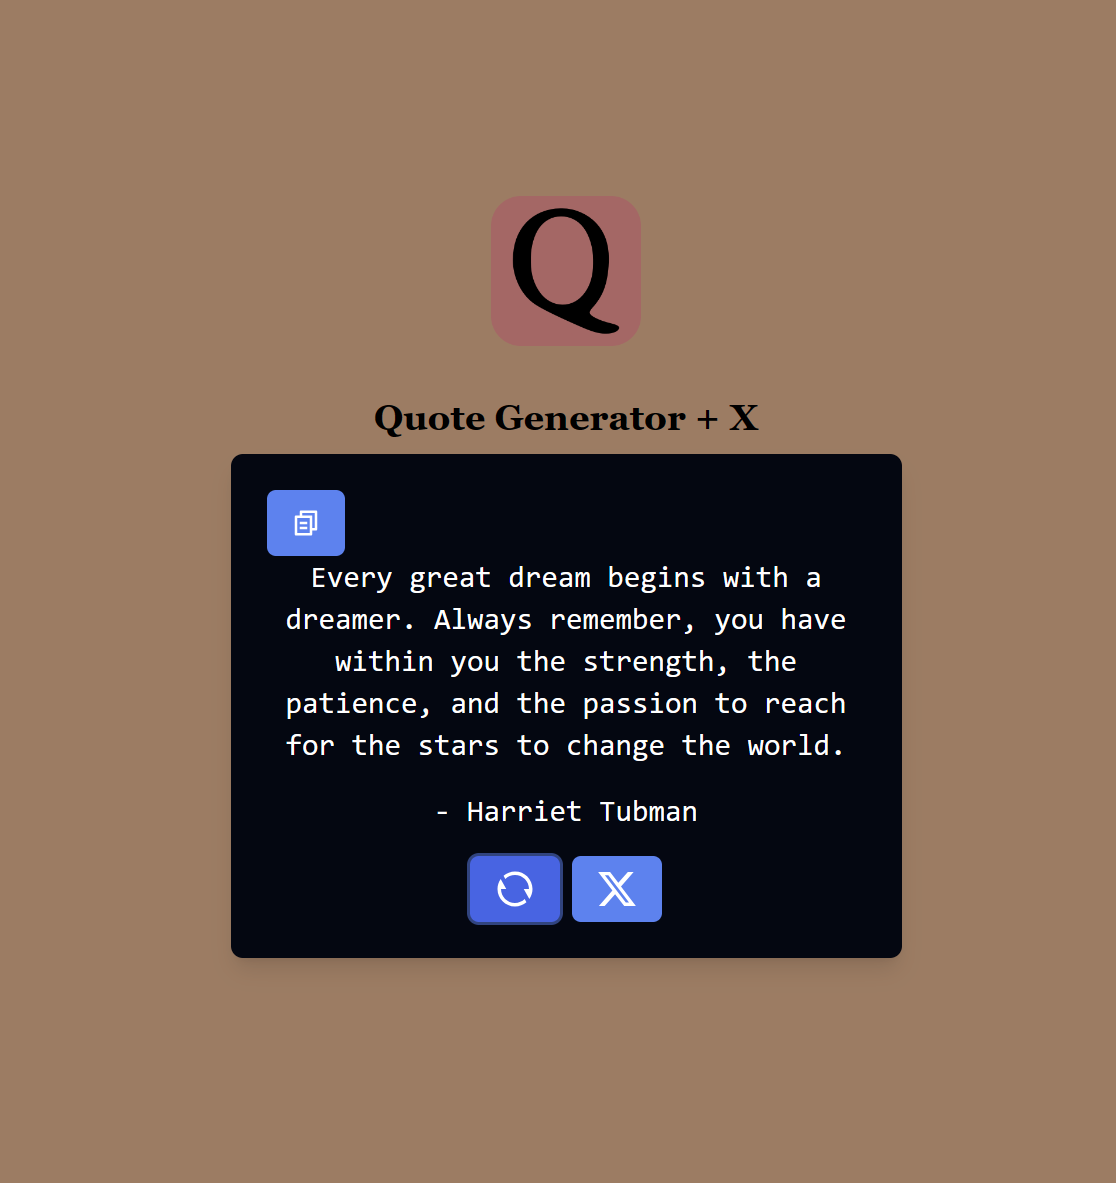 Q
Quote Generator + X
Every great dream begins with a
dreamer. Always remember, you have
within you the strength, the
patience, and the passion to reach
for the stars to change the world.
- Harriet Tubman